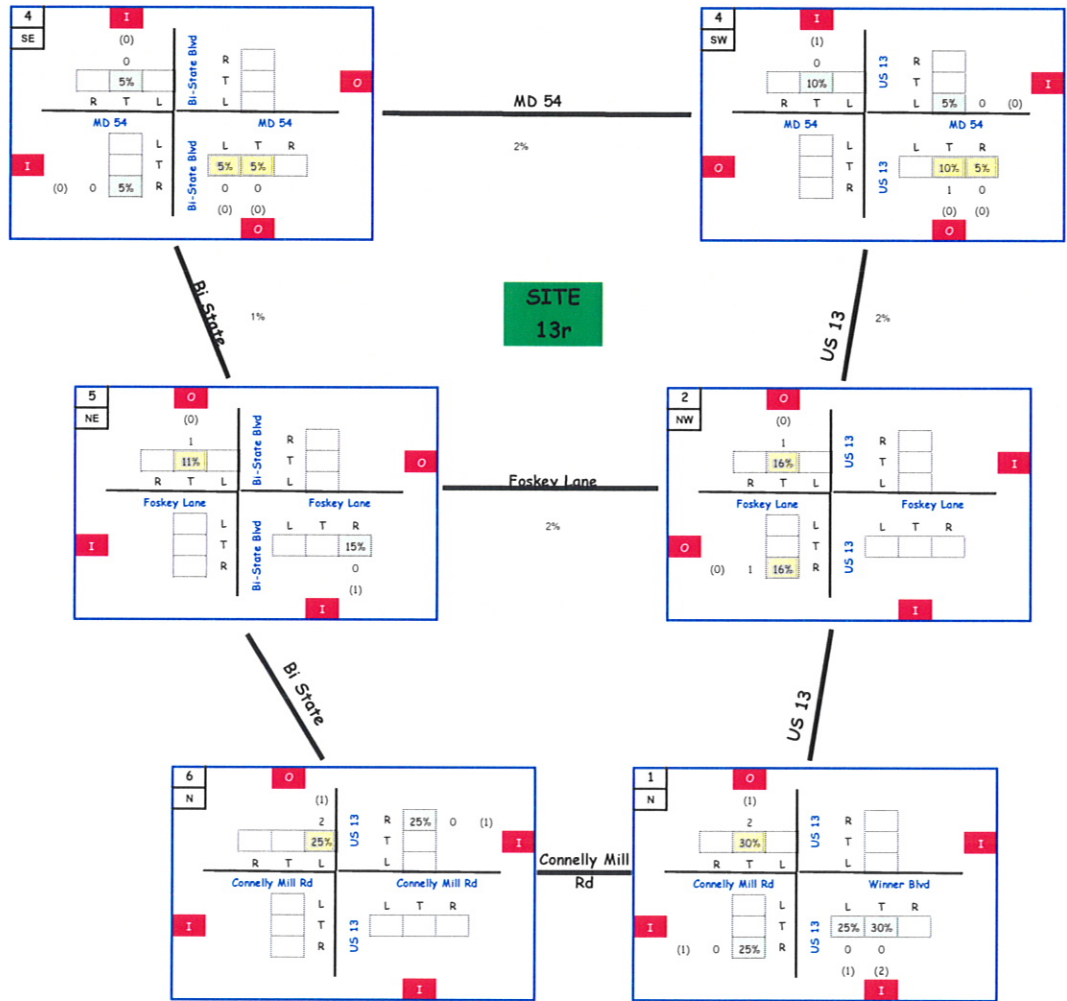 4
SE
I
(0)
0
5%
R T L
Bi-State Blvd
R
T
L
O
MD 54
MD 54
I
L
T
R
(0) 0 5%
Bi-State Blvd
L T R
5% 5%
0 0
(0) (0)
O
MD 54
2%
4
SW
I
(1)
0
10%
R T L
US 13
R
T
L 5% 0 (0)
I
MD 54
MD 54
O
L
T
R
US 13
L T R
10% 5%
1 0
(0) (0)
O
Bi State
1%
SITE
13r
US 13
2%
5
NE
O
(0)
1
11%
R T L
Bi-State Blvd
R
T
L
O
Foskey Lane
Foskey Lane
I
L
T
R
Bi-State Blvd
L T R
15%
0
(1)
I
Foskey Lane
2%
2
NW
O
(0)
1
16%
R T L
US 13
R
T
L
I
Foskey Lane
Foskey Lane
O
L
T
(0) 1 16% R
US 13
L T R
I
Bi State
US 13
6
N
O
(1)
2
25%
R T L
US 13
R 25% 0 (1)
T
L
I
Connelly Mill Rd
Connelly Mill Rd
I
L
T
R
US 13
L T R
I
Connelly Mill
Rd
1
N
O
(1)
2
30%
R T L
US 13
R
T
L
I
Connelly Mill Rd
Winner Blvd
I
L
T
(1) 0 25% R
US 13
L T R
25% 30%
0 0
(1) (2)
I